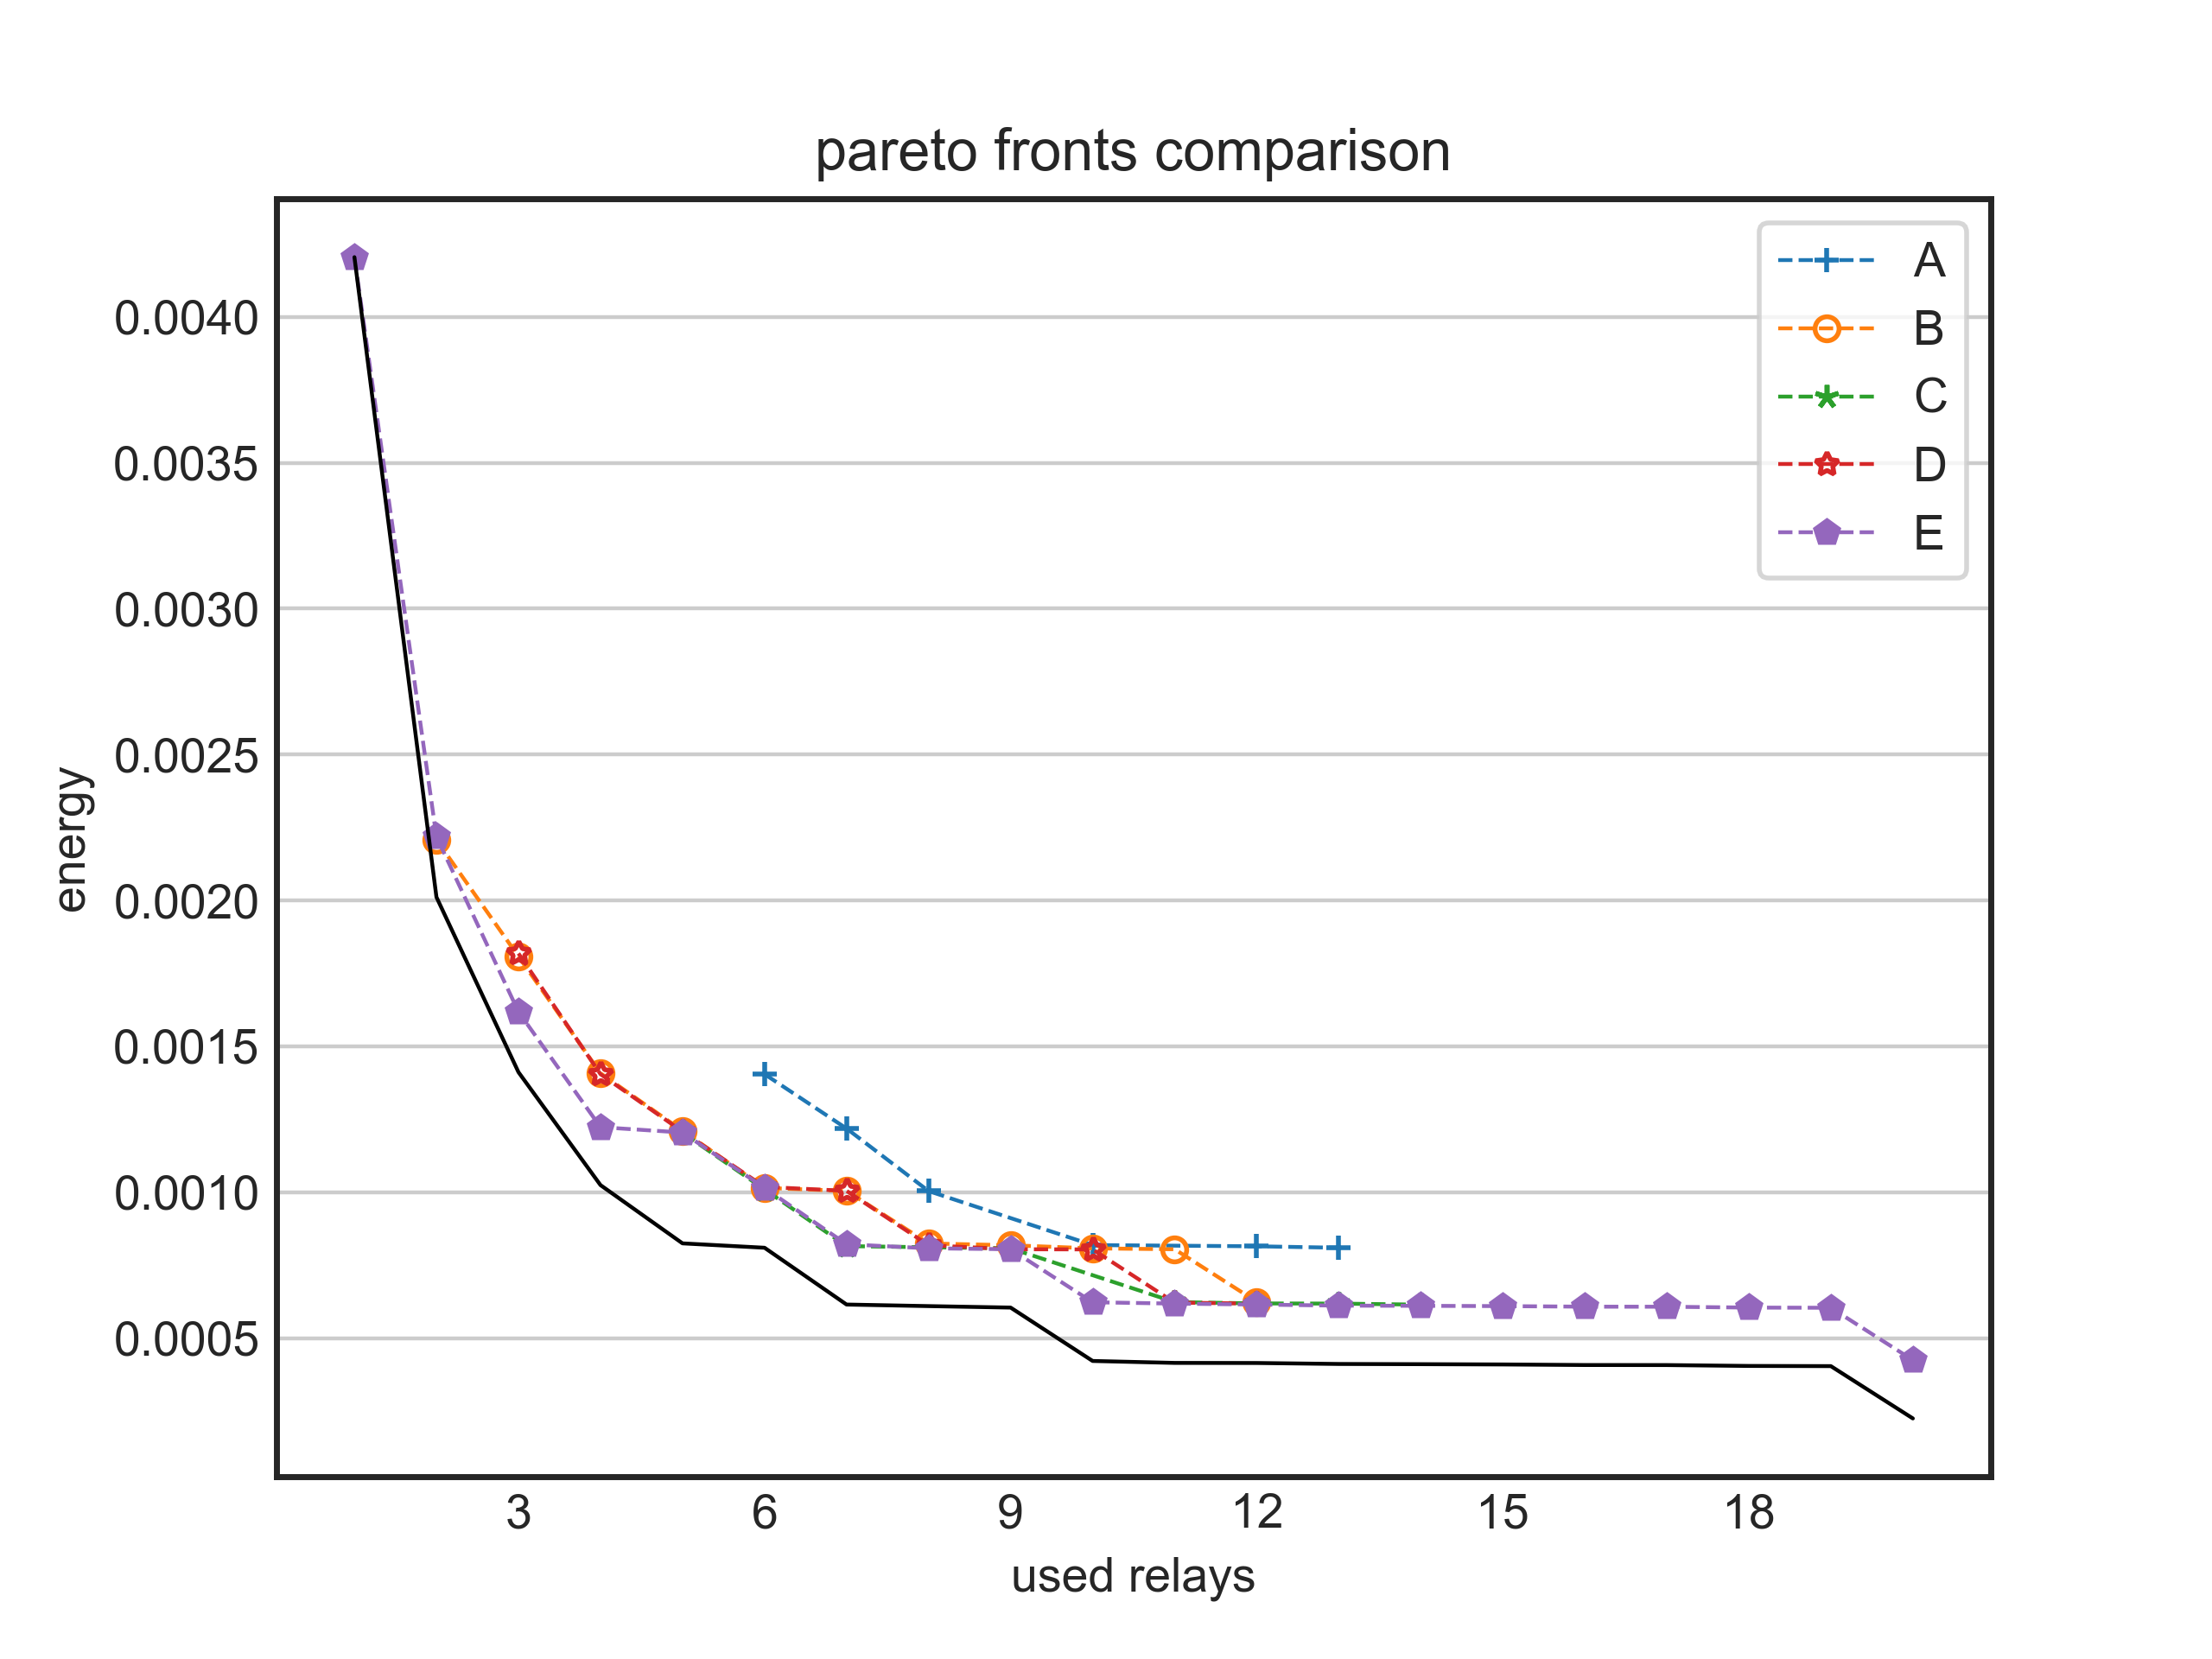 pareto fronts comparison
A
B
C
D
E
0.0040
0.0035
0.0030
0.0025
0.0020
0.0015
0.0010
0.0005
energy
3 6 9 12 15 18
used relays